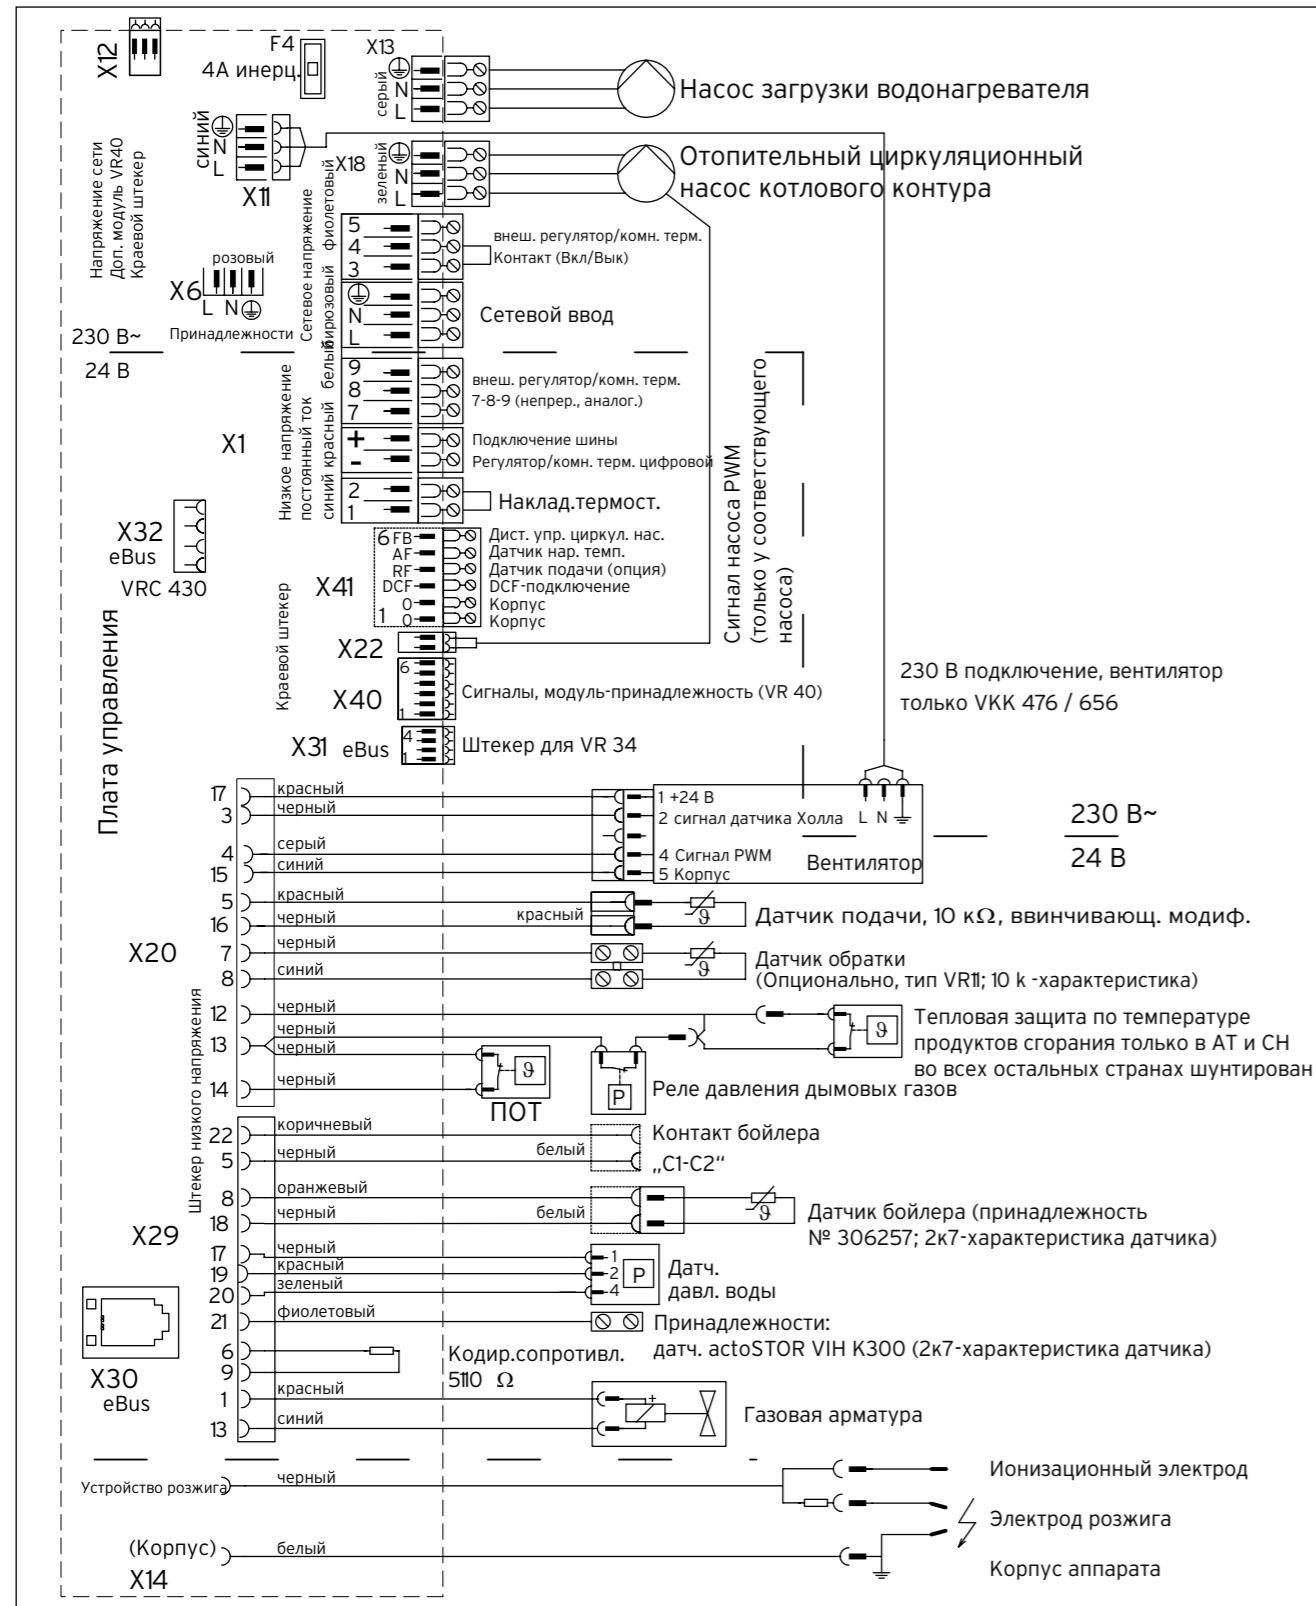 X12
F4
4А инерц.
X13
серый
N
L
Насос загрузки водонагревателя
синий
N
L
X11
X18
зеленый
N
L
Отопительный циркуляционный
насос котлового контура
Напряжение сети
Доп. модуль VR40
Краевой штекер
розовый
X6
L N
Принадлежности
Сетевое напряжение
фиолетовый
5
4
3
внеш. регулятор/комн. терм.
Контакт (Вкл/Вык)
бирюзовый
N
L
Сетевой ввод
230 В~
24 В
X1
Низкое напряжение
постоянный ток
белый
9
8
7
внеш. регулятор/комн. терм.
7-8-9 (непрер., аналог.)
красный
+
-
Подключение шины
Регулятор/комн. терм. цифровой
синий
2
1
Наклад.термост.
Сигнал насоса PWM
(только у соответствующего
насоса)
X32
eBus
VRC 430
X41
6 FB
AF
RF
DCF
0
1 0
Дист. упр. циркул. нас.
Датчик нар. темп.
Датчик подачи (опция)
DCF-подключение
Корпус
Корпус
Краевой штекер
X22
X40
6
1
Сигналы, модуль-принадлежность (VR 40)
X31 eBus
4
1
Штекер для VR 34
230 В подключение, вентилятор
только VKK 476 / 656
Плата управления
17
красный
3
черный
4
серый
15
синий
1 +24 В
2 сигнал датчика Холла
4 Сигнал PWM
5 Корпус
L N
Вентилятор
230 В~
24 В
X20
5
красный
16
черный
красный
ϑ
Датчик подачи, 10 кΩ, ввинчивающ. модиф.
7
черный
8
синий
ϑ
Датчик обратки
(Опционально, тип VR11; 10 k -характеристика)
12
черный
13
черный
черный
14
черный
ϑ
ПОТ
P
Реле давления дымовых газов
ϑ
Тепловая защита по температуре
продуктов сгорания только в AT и CH
во всех остальных странах шунтирован
Штекер низкого напряжения
X29
22
коричневый
5
черный
белый
Контакт бойлера
„C1-C2“
8
оранжевый
18
черный
белый
ϑ
Датчик бойлера (принадлежность
№ 306257; 2к7-характеристика датчика)
17
черный
19
красный
20
зеленый
1
2
4
P
Датч.
давл. воды
21
фиолетовый
Принадлежности:
датч. actoSTOR VIH K300 (2к7-характеристика датчика)
6
9
Кодир.сопротивл.
5110 Ω
X30
eBus
1
красный
13
синий
+
Газовая арматура
Устройство розжига
черный
Ионизационный электрод
Электрод розжига
(Корпус)
X14
белый
Корпус аппарата